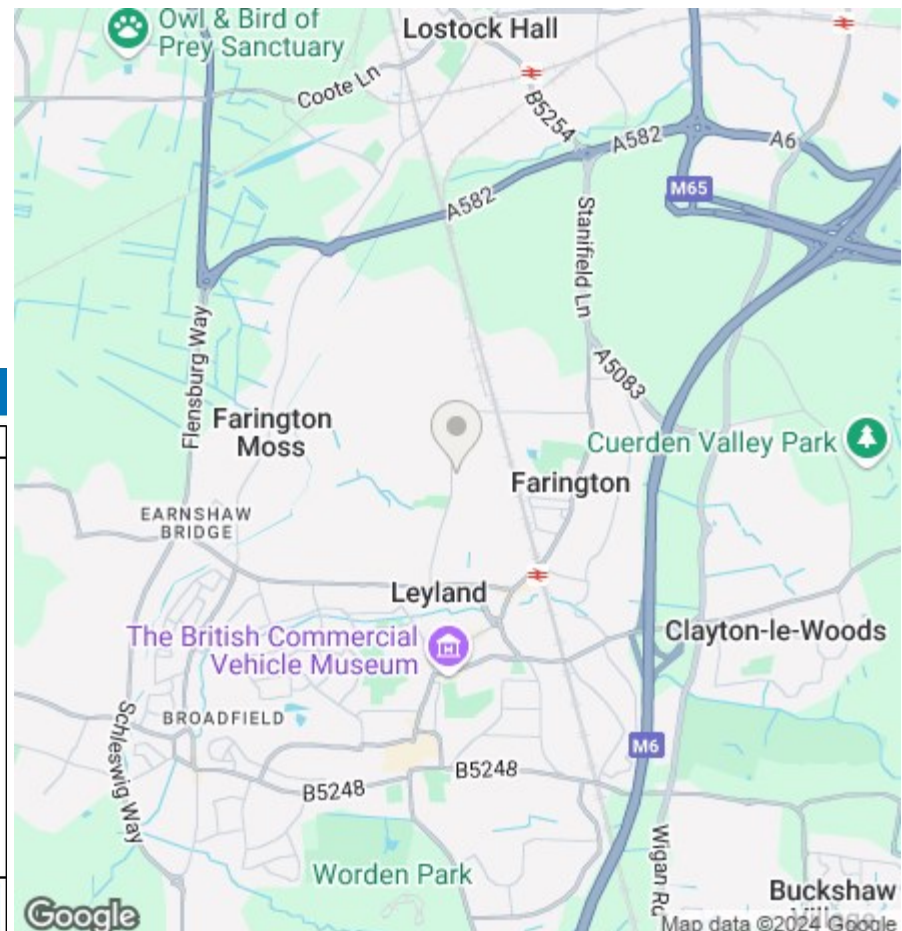 Owl & Bird of
Prey Sanctuary
Lostock Hall
Coote Ln
B5254
A582
A6
M65
A582
Stanifield Ln
Flensburg Way
A5083
Farington
Moss
Cuerden Valley Park
Farington
EARNSHAW
BRIDGE
Leyland
The British Commercial
Vehicle Museum
Clayton-le-Woods
BROADFIELD
Schleswig Way
M6
B5248
B5248
Wigan Rd
Worden Park
Buckshaw
Google
Map data ©2024 Google